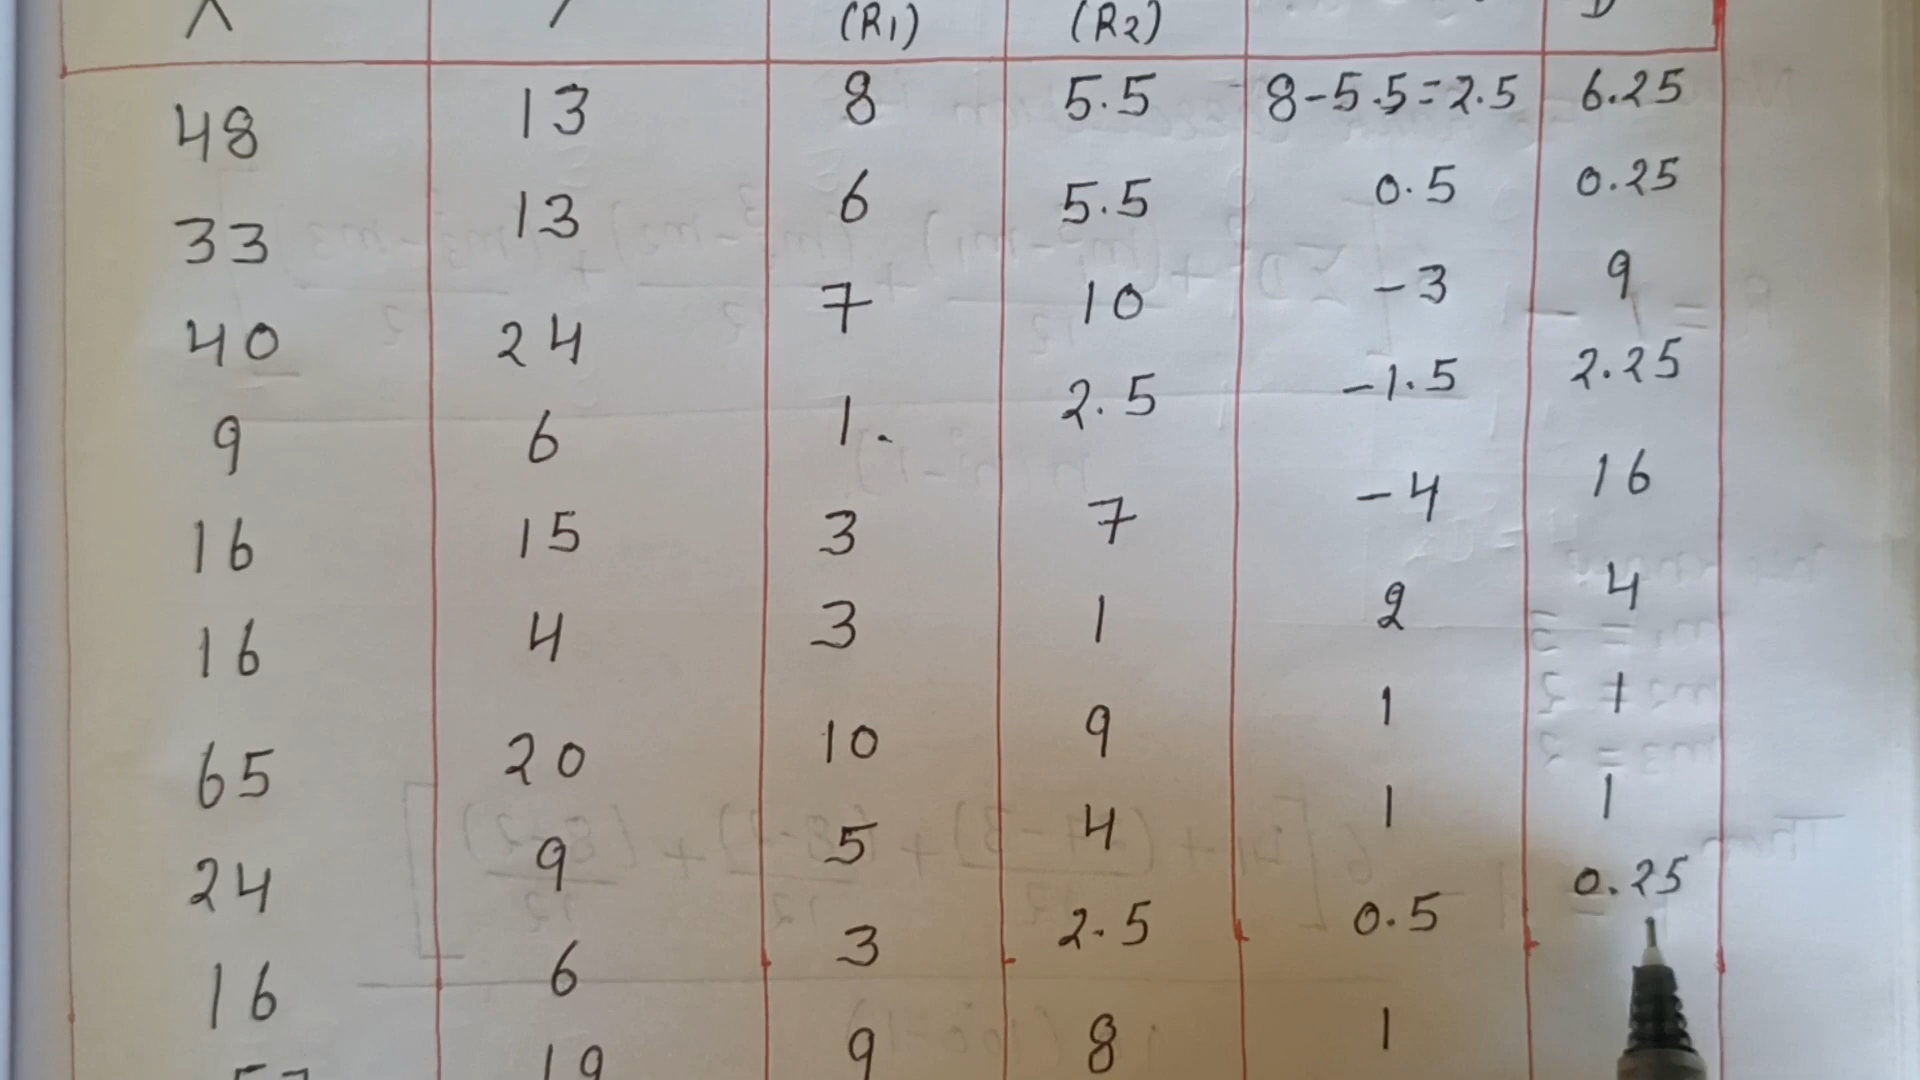 X Y (R1) (R2) D
48 13 8 5.5 8-5.5=2.5 6.25
33 13 6 5.5 0.5 0.25
40 24 7 10 -3 9
9 6 1. 2.5 -1.5 2.25
16 15 3 7 -4 16
16 4 3 1 2 4
65 20 10 9 1 1
24 9 5 4 1 1
16 6 3 2.5 0.5 0.25
19 9 8 1